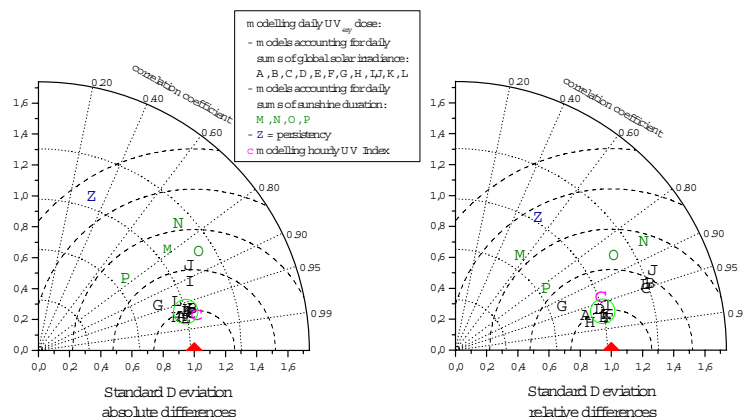 modelling daily UV ery dose:
- models accounting for daily
sums of global solar irradiance:
A,B,C,D,E,F,G,H,I,J,K,L
- models accounting for daily
sums of sunshine duration:
M,N,O,P
- Z = persistency
C modelling hourly UV Index
correlation coefficient
0,20
0,40
0,60
0,80
0,90
0,95
0,99
1,6
1,4
1,2
1,0
0,8
0,6
0,4
0,2
0,0
Z
N
M
O
P
J
I
G
L
C
0,0 0,2 0,4 0,6 0,8 1,0 1,2 1,4 1,6
Standard Deviation
absolute differences
correlation coefficient
0,20
0,40
0,60
0,80
0,90
0,95
0,99
1,6
1,4
1,2
1,0
0,8
0,6
0,4
0,2
0,0
Z
N
M
O
P
J
G
C
A
D
H
0,0 0,2 0,4 0,6 0,8 1,0 1,2 1,4 1,6
Standard Deviation
relative differences